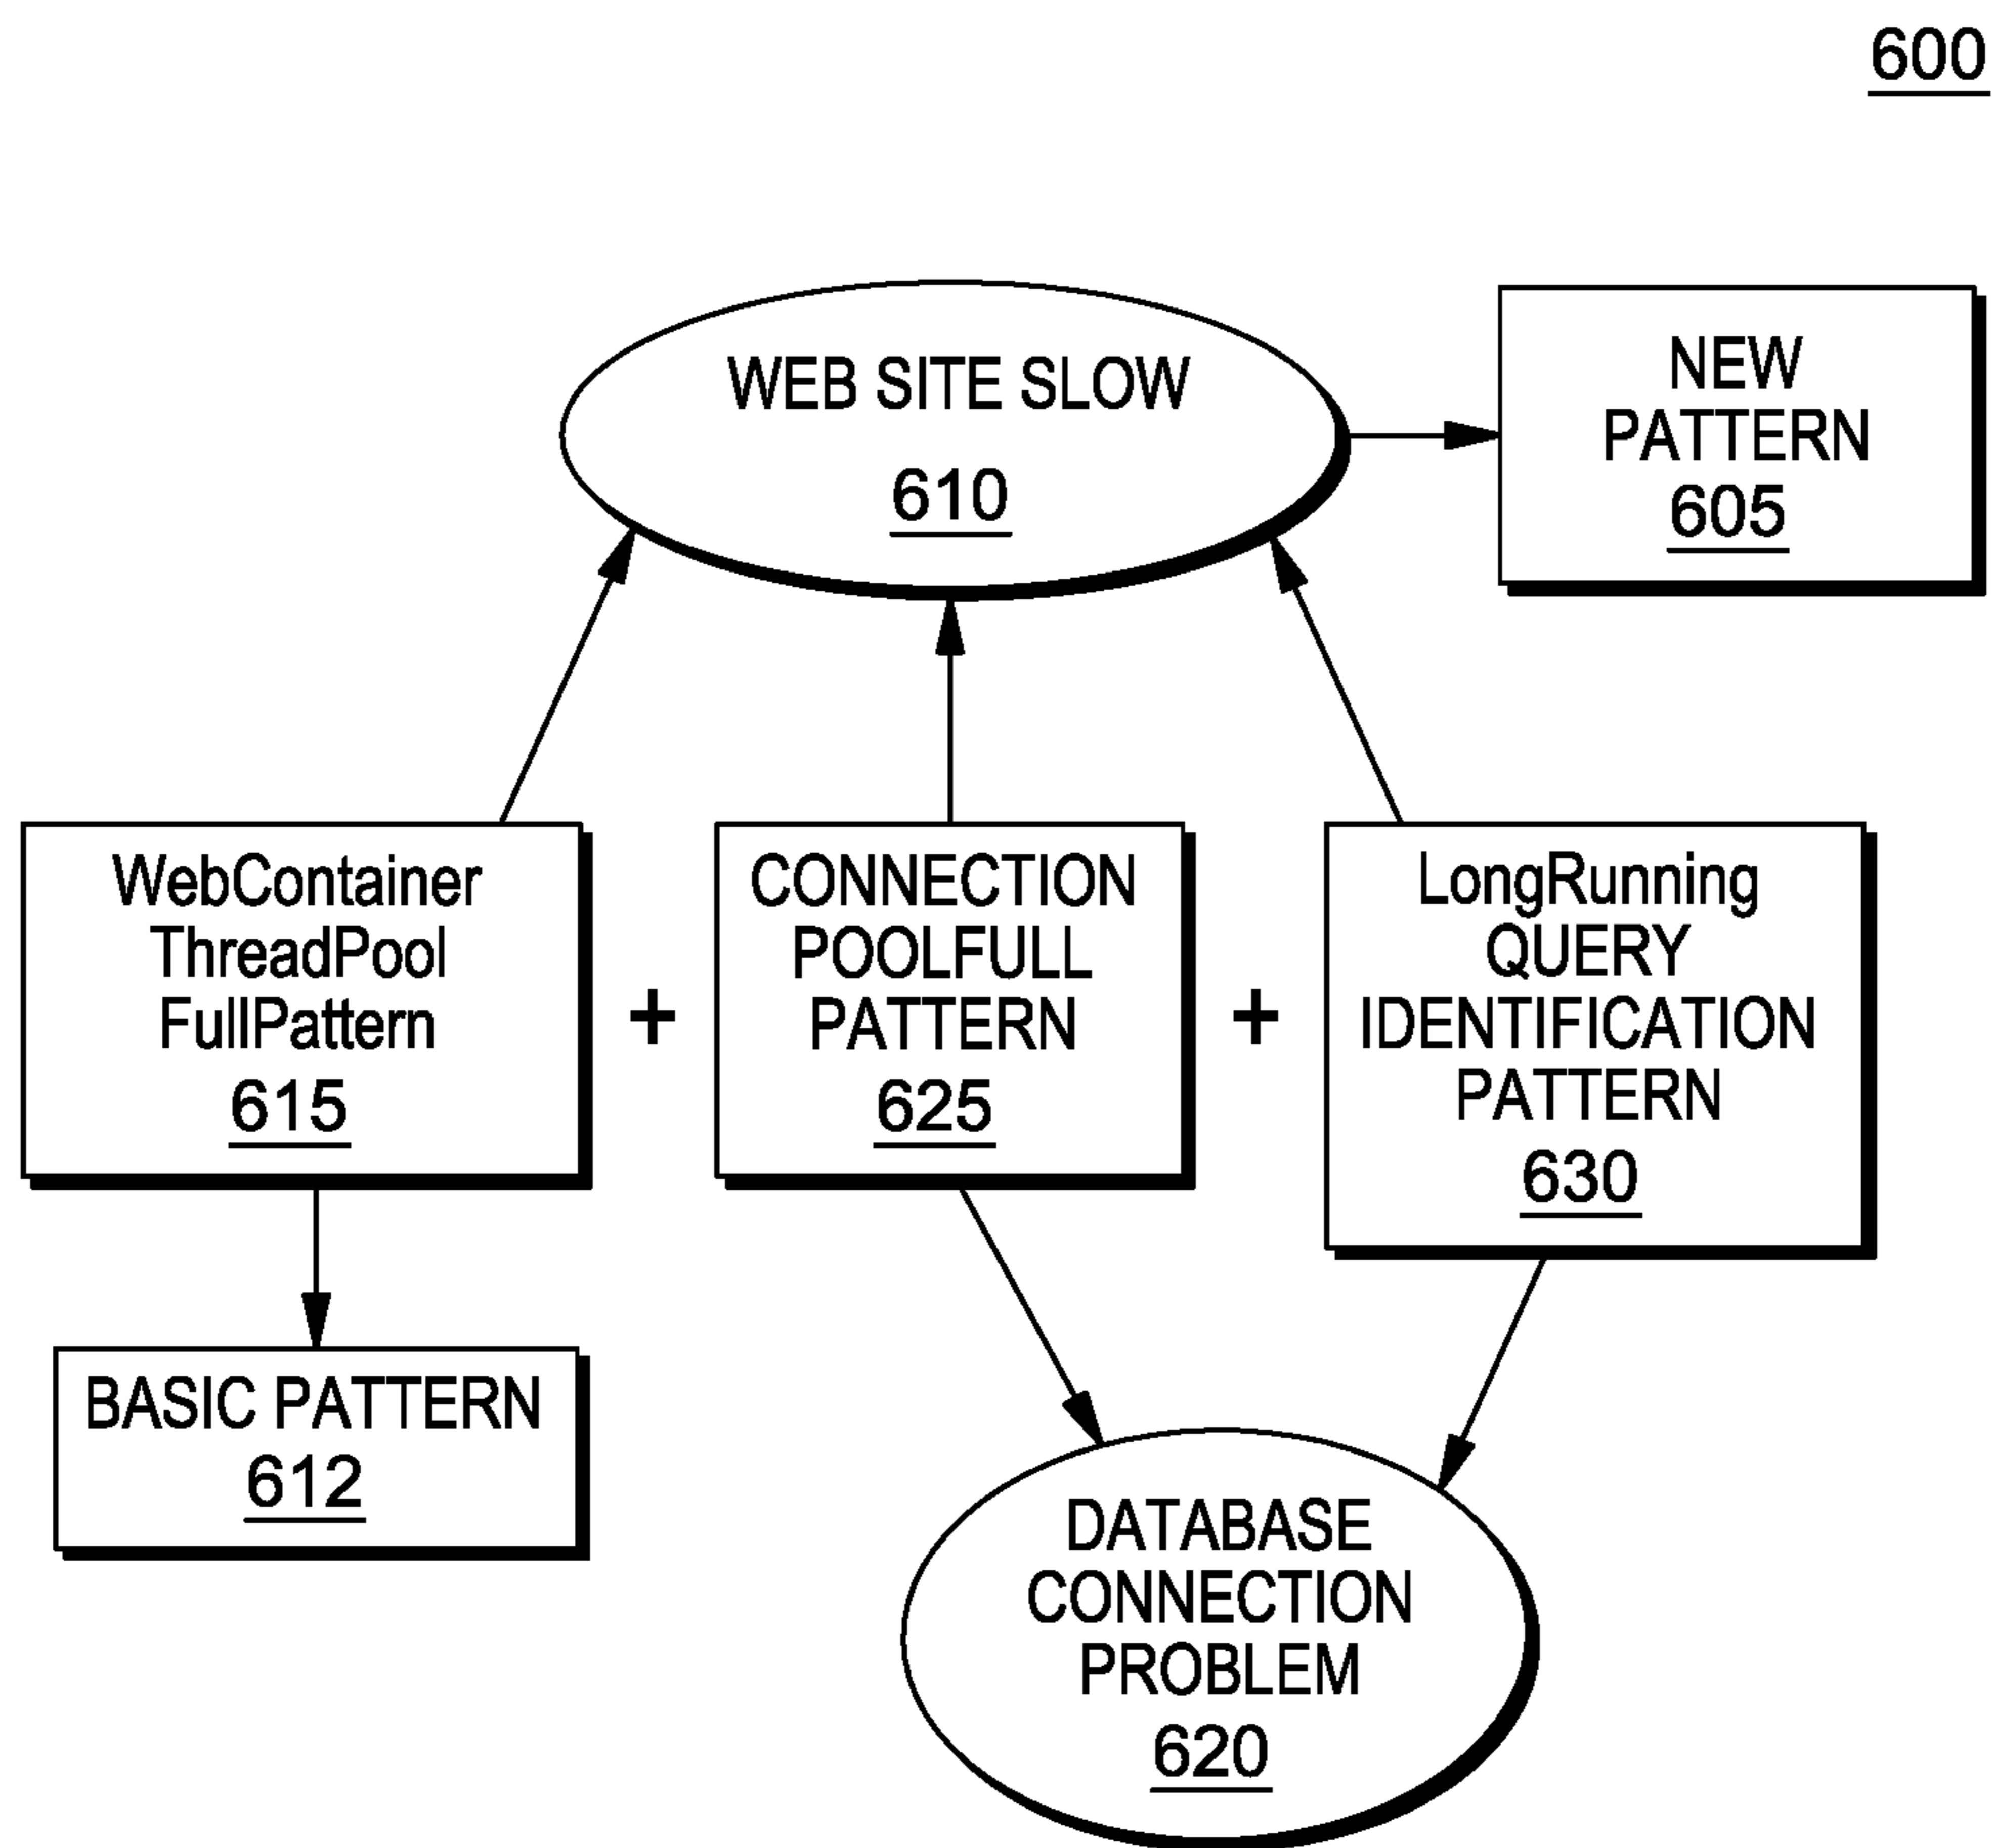 600
WEB SITE SLOW
610
NEW
PATTERN
605
WebContainer
ThreadPool
FullPattern
615
+
CONNECTION
POOLFULL
PATTERN
625
+
LongRunning
QUERY
IDENTIFICATION
PATTERN
630
BASIC PATTERN
612
DATABASE
CONNECTION
PROBLEM
620